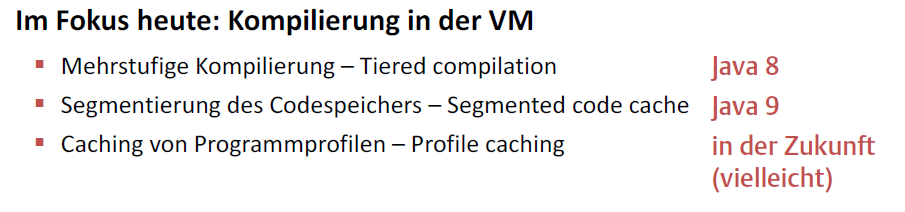 Im Fokus heute: Kompilierung in der VM
▪ Mehrstufige Kompilierung – Tiered compilation Java 8
▪ Segmentierung des Codespeichers – Segmented code cache Java 9
▪ Caching von Programmprofilen – Profile caching in der Zukunft
(vielleicht)